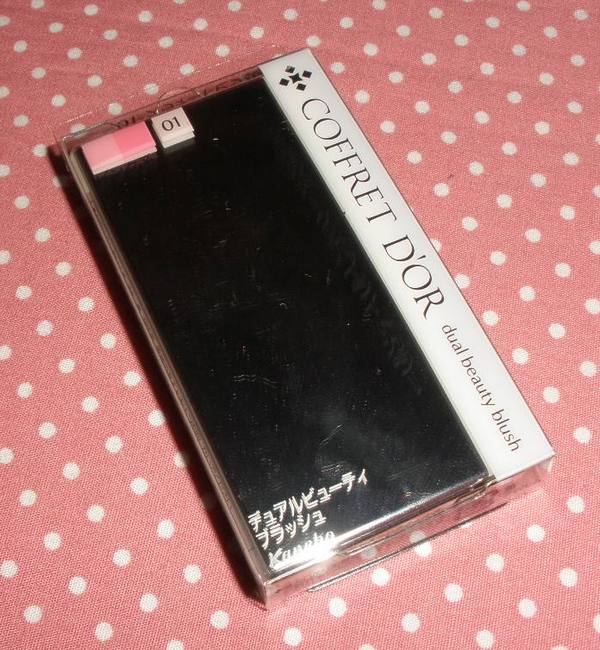 01
COFFRET D'OR
dual beauty blush
デュアルビューティ
ブラッシュ
Kanebo